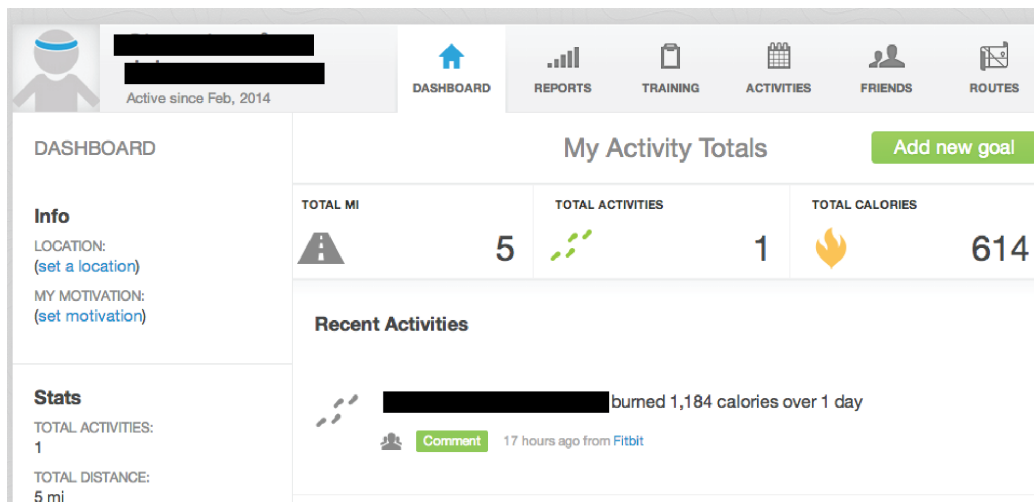 Active since Feb, 2014
DASHBOARD
REPORTS
TRAINING
ACTIVITIES
FRIENDS
ROUTES
DASHBOARD
My Activity Totals
Add new goal
Info
LOCATION:
(set a location)
MY MOTIVATION:
(set motivation)
TOTAL MI
5
TOTAL ACTIVITIES
1
TOTAL CALORIES
614
Recent Activities
burned 1,184 calories over 1 day
Comment
17 hours ago from Fitbit
Stats
TOTAL ACTIVITIES:
1
TOTAL DISTANCE:
5 mi